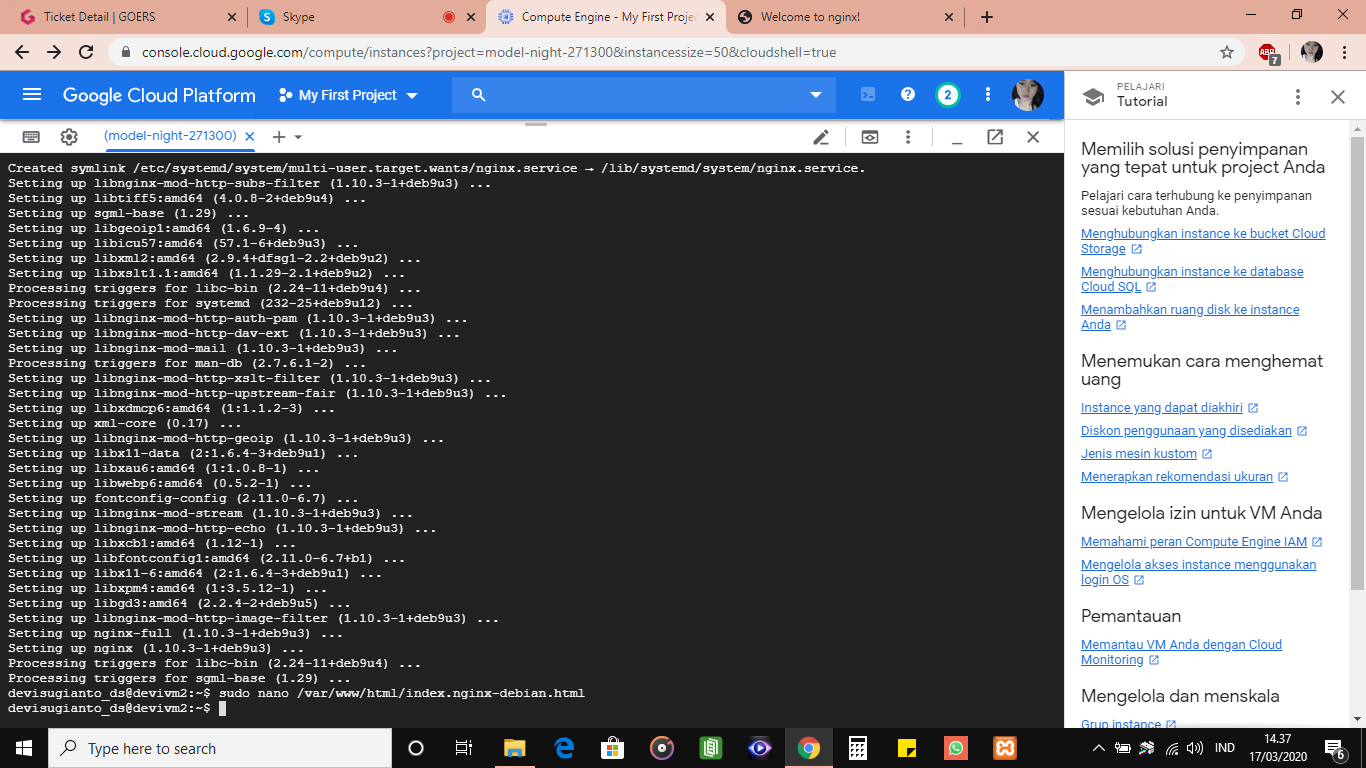 Ticket Detail | GOERS
Skype
Compute Engine - My First Proje
Welcome to nginx!
console.cloud.google.com/compute/instances?project=model-night-271300&instancessize=50&cloudshell=true
ABP
7
Google Cloud Platform
My First Project
2
PELAJARI
Tutorial
(model-night-271300)
Created symlink /etc/systemd/system/multi-user.target.wants/nginx.service → /lib/systemd/system/nginx.service.
Setting up libnginx-mod-http-subs-filter (1.10.3-1+deb9u3) ...
Setting up libtiff5:amd64 (4.0.8-2+deb9u4) ...
Setting up sgml-base (1.29) ...
Setting up libgeoip1:amd64 (1.6.9-4) ...
Setting up libicu57:amd64 (57.1-6+deb9u3) ...
Setting up libxml2:amd64 (2.9.4+dfsg1-2.2+deb9u2) ...
Setting up libxslt1.1:amd64 (1.1.29-2.1+deb9u2) ...
Processing triggers for libc-bin (2.24-11+deb9u4) ...
Processing triggers for systemd (232-25+deb9u12) ...
Setting up libnginx-mod-http-auth-pam (1.10.3-1+deb9u3) ...
Setting up libnginx-mod-http-dav-ext (1.10.3-1+deb9u3) ...
Setting up libnginx-mod-mail (1.10.3-1+deb9u3) ...
Processing triggers for man-db (2.7.6.1-2) ...
Setting up libnginx-mod-http-xslt-filter (1.10.3-1+deb9u3) ...
Setting up libnginx-mod-http-upstream-fair (1.10.3-1+deb9u3) ...
Setting up libxdmcp6:amd64 (1:1.1.2-3) ...
Setting up xml-core (0.17) ...
Setting up libnginx-mod-http-geoip (1.10.3-1+deb9u3) ...
Setting up libx11-data (2:1.6.4-3+deb9u1) ...
Setting up libxau6:amd64 (1:1.0.8-1) ...
Setting up libwebp6:amd64 (0.5.2-1) ...
Setting up fontconfig-config (2.11.0-6.7) ...
Setting up libnginx-mod-stream (1.10.3-1+deb9u3) ...
Setting up libnginx-mod-http-echo (1.10.3-1+deb9u3) ...
Setting up libxcb1:amd64 (1.12-1) ...
Setting up libfontconfig1:amd64 (2.11.0-6.7+b1) ...
Setting up libx11-6:amd64 (2:1.6.4-3+deb9u1) ...
Setting up libxpm4:amd64 (1:3.5.12-1) ...
Setting up libgd3:amd64 (2.2.4-2+deb9u5) ...
Setting up libnginx-mod-http-image-filter (1.10.3-1+deb9u3) ...
Setting up nginx-full (1.10.3-1+deb9u3) ...
Setting up nginx (1.10.3-1+deb9u3) ...
Processing triggers for libc-bin (2.24-11+deb9u4) ...
Processing triggers for sgml-base (1.29) ...
devisugianto_ds@devivm2:~$ sudo nano /var/www/html/index.nginx-debian.html
devisugianto_ds@devivm2:~$
Memilih solusi penyimpanan
yang tepat untuk project Anda
Pelajari cara terhubung ke penyimpanan
sesuai kebutuhan Anda.
Menghubungkan instance ke bucket Cloud
Storage
Menghubungkan instance ke database
Cloud SQL
Menambahkan ruang disk ke instance
Anda
Menemukan cara menghemat
uang
Instance yang dapat diakhiri
Diskon penggunaan yang disediakan
Jenis mesin kustom
Menerapkan rekomendasi ukuran
Mengelola izin untuk VM Anda
Memahami peran Compute Engine IAM
Mengelola akses instance menggunakan
login OS
Pemantauan
Memantau VM Anda dengan Cloud
Monitoring
Mengelola dan menskala
Grup instance
Type here to search
IND
14.37
17/03/2020
6